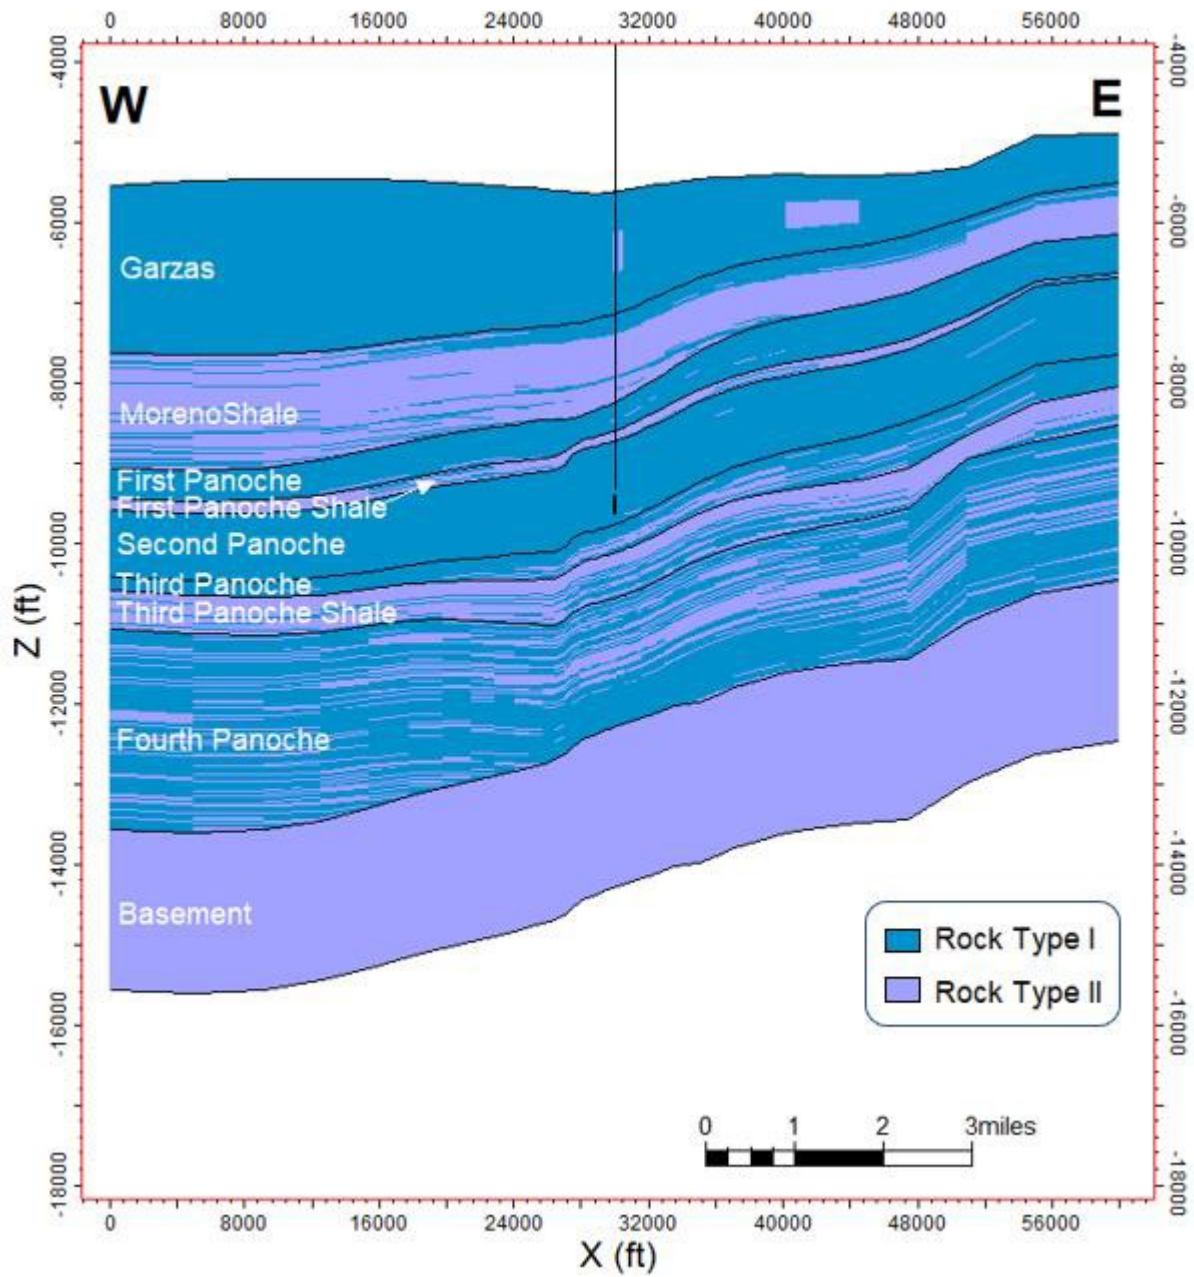 0 8000 16000 24000 32000 40000 48000 56000
-4000 -4000
W E
-6000 -6000
Garzas
-8000 -8000
MorenoShale
First Panoche
First Panoche Shale
Second Panoche
-10000 -10000
Third Panoche
Third Panoche Shale
Z (ft)
-12000 -12000
Fourth Panoche
-14000 -14000
Basement
Rock Type I
Rock Type II
-16000 -16000
0 1 2 3miles
-18000 -18000
0 8000 16000 24000 32000 40000 48000 56000
X (ft)